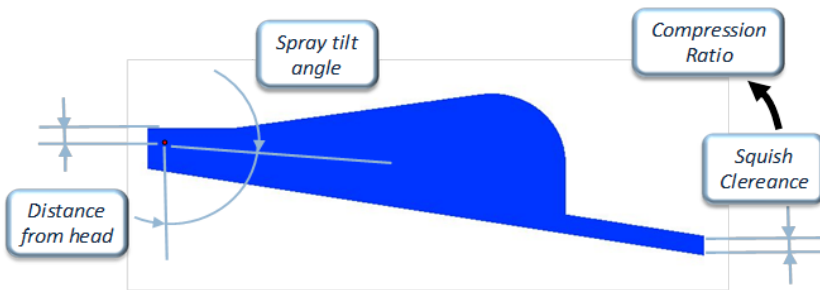 Spray tilt
angle
Compression
Ratio
Squish
Clereance
Distance
from head